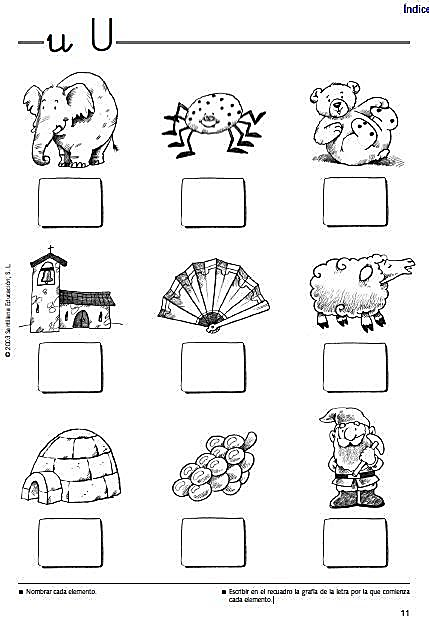 Índice
u U
© 2003 Santillana Educación, S. L.
■ Nombrar cada elemento.
■ Escribir en el recuadro la grafía de la letra por la que comienza
cada elemento.
11